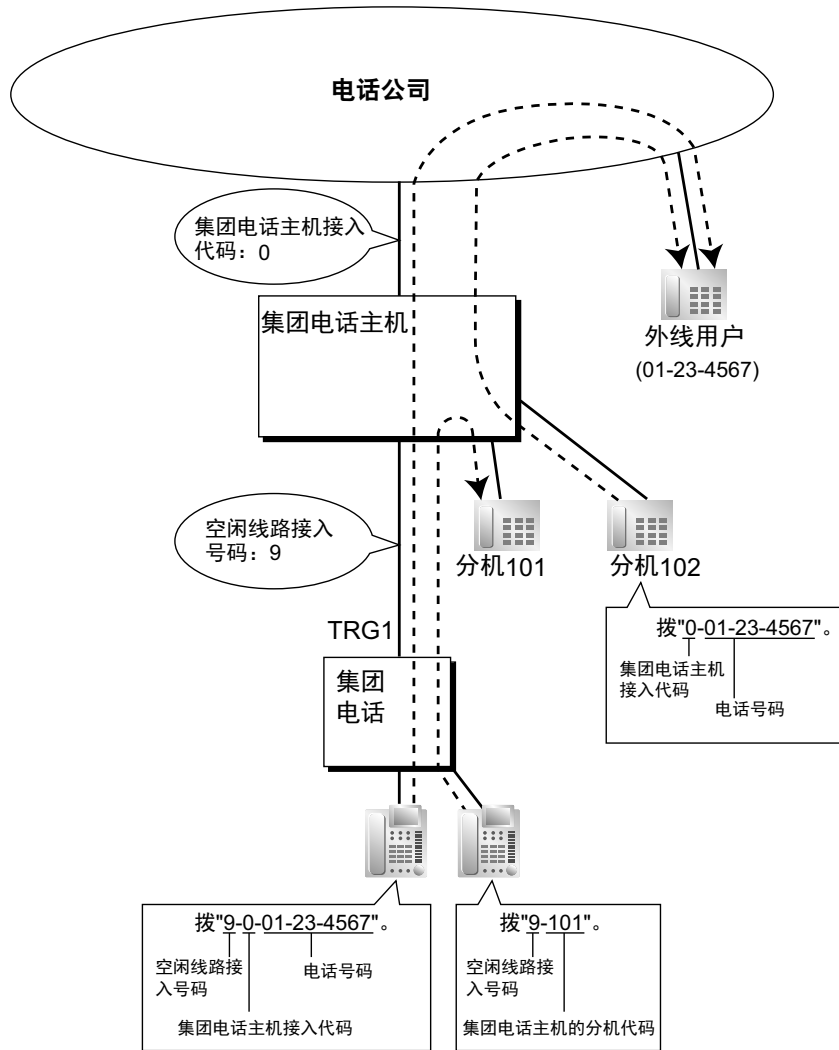 电话公司
集团电话主机接入
代码：0
集团电话主机
外线用户
(01-23-4567)
空闲线路接入
号码：9
分机101
分机102
拨"0-01-23-4567"。
集团电话主机
接入代码
电话号码
TRG1
集团
电话
拨"9-0-01-23-4567"。
空闲线路接
入号码
电话号码
集团电话主机接入代码
拨"9-101"。
空闲线路接
入号码
集团电话主机的分机代码